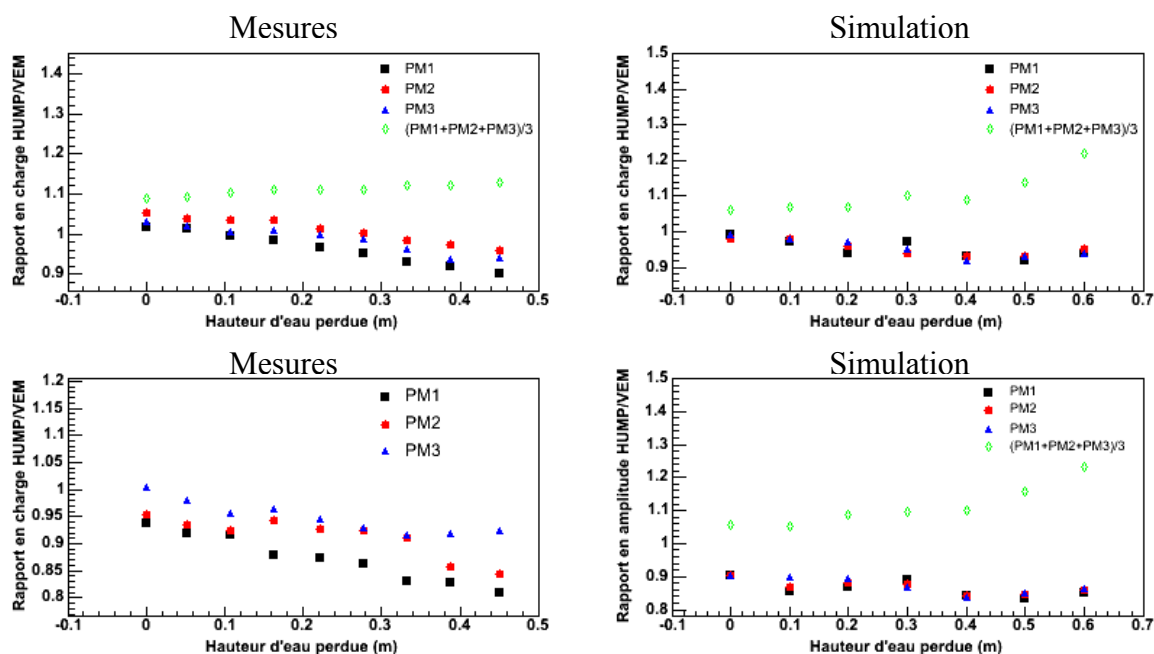 Mesures
Rapport en charge HUMP/VEM
1.4
1.3
1.2
1.1
1
0.9
PM1
PM2
PM3
(PM1+PM2+PM3)/3
-0.1
0
0.1
0.2
0.3
0.4
0.5
Hauteur d'eau perdue (m)
Simulation
Rapport en charge HUMP/VEM
1.5
1.4
1.3
1.2
1.1
1
0.9
PM1
PM2
PM3
(PM1+PM2+PM3)/3
-0.1
0
0.1
0.2
0.3
0.4
0.5
0.6
0.7
Hauteur d'eau perdue (m)
Mesures
Rapport en charge HUMP/VEM
1.2
1.15
1.1
1.05
1
0.95
0.9
0.85
0.8
PM1
PM2
PM3
-0.1
0
0.1
0.2
0.3
0.4
0.5
Hauteur d'eau perdue (m)
Simulation
Rapport en amplitude HUMP/VEM
1.5
1.4
1.3
1.2
1.1
1
0.9
0.8
PM1
PM2
PM3
(PM1+PM2+PM3)/3
-0.1
0
0.1
0.2
0.3
0.4
0.5
0.6
0.7
Hauteur d'eau perdue (m)